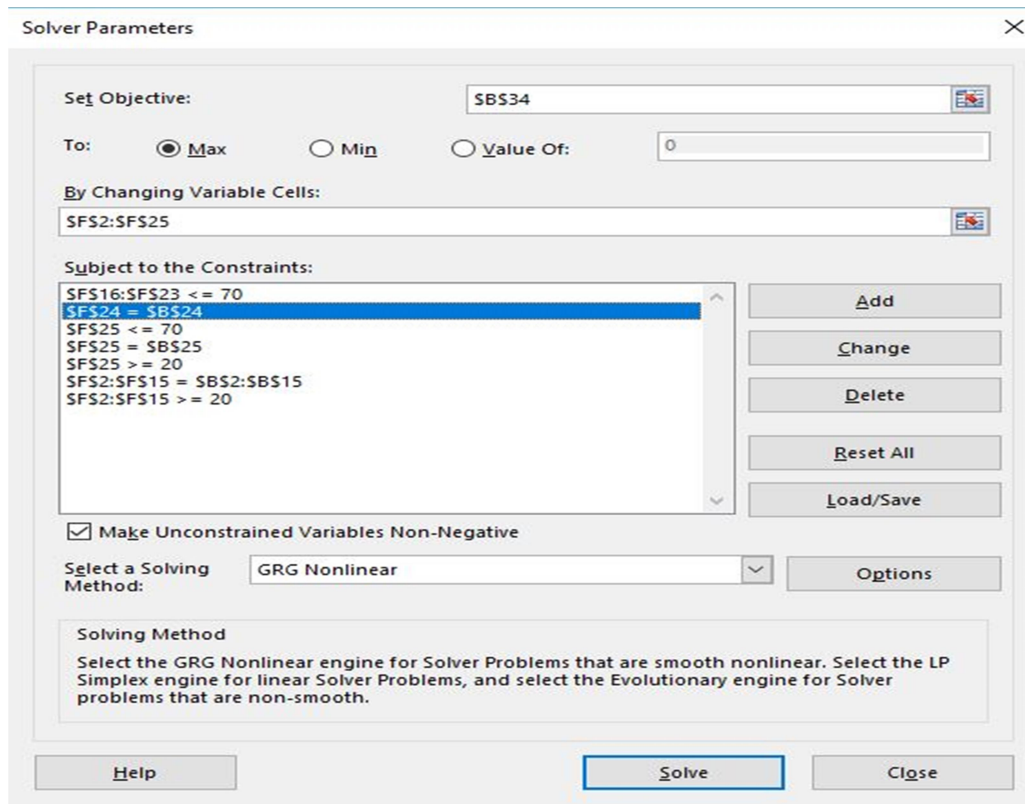 Solver Parameters
Set Objective:
$B$34
To:
Max
Min
Value Of:
0
By Changing Variable Cells:
$F$2:$F$25
Subject to the Constraints:
$F$16:$F$23 <= 70
$F$24 = $B$24
$F$25 <= 70
$F$25 = $B$25
$F$25 >= 20
$F$2:$F$15 = $B$2:$B$15
$F$2:$F$15 >= 20
Add
Change
Delete
Reset All
Load/Save
Make Unconstrained Variables Non-Negative
Select a Solving
Method:
GRG Nonlinear
Options
Solving Method
Select the GRG Nonlinear engine for Solver Problems that are smooth nonlinear. Select the LP
Simplex engine for linear Solver Problems, and select the Evolutionary engine for Solver
problems that are non-smooth.
Help
Solve
Close